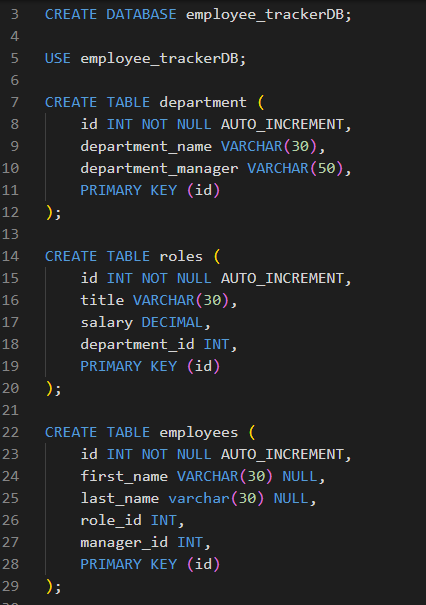 3 CREATE DATABASE employee_trackerDB;
4
5 USE employee_trackerDB;
6
7 CREATE TABLE department (
8     id INT NOT NULL AUTO_INCREMENT,
9     department_name VARCHAR(30),
10     department_manager VARCHAR(50),
11     PRIMARY KEY (id)
12 );
13
14 CREATE TABLE roles (
15     id INT NOT NULL AUTO_INCREMENT,
16     title VARCHAR(30),
17     salary DECIMAL,
18     department_id INT,
19     PRIMARY KEY (id)
20 );
21
22 CREATE TABLE employees (
23     id INT NOT NULL AUTO_INCREMENT,
24     first_name VARCHAR(30) NULL,
25     last_name varchar(30) NULL,
26     role_id INT,
27     manager_id INT,
28     PRIMARY KEY (id)
29 );